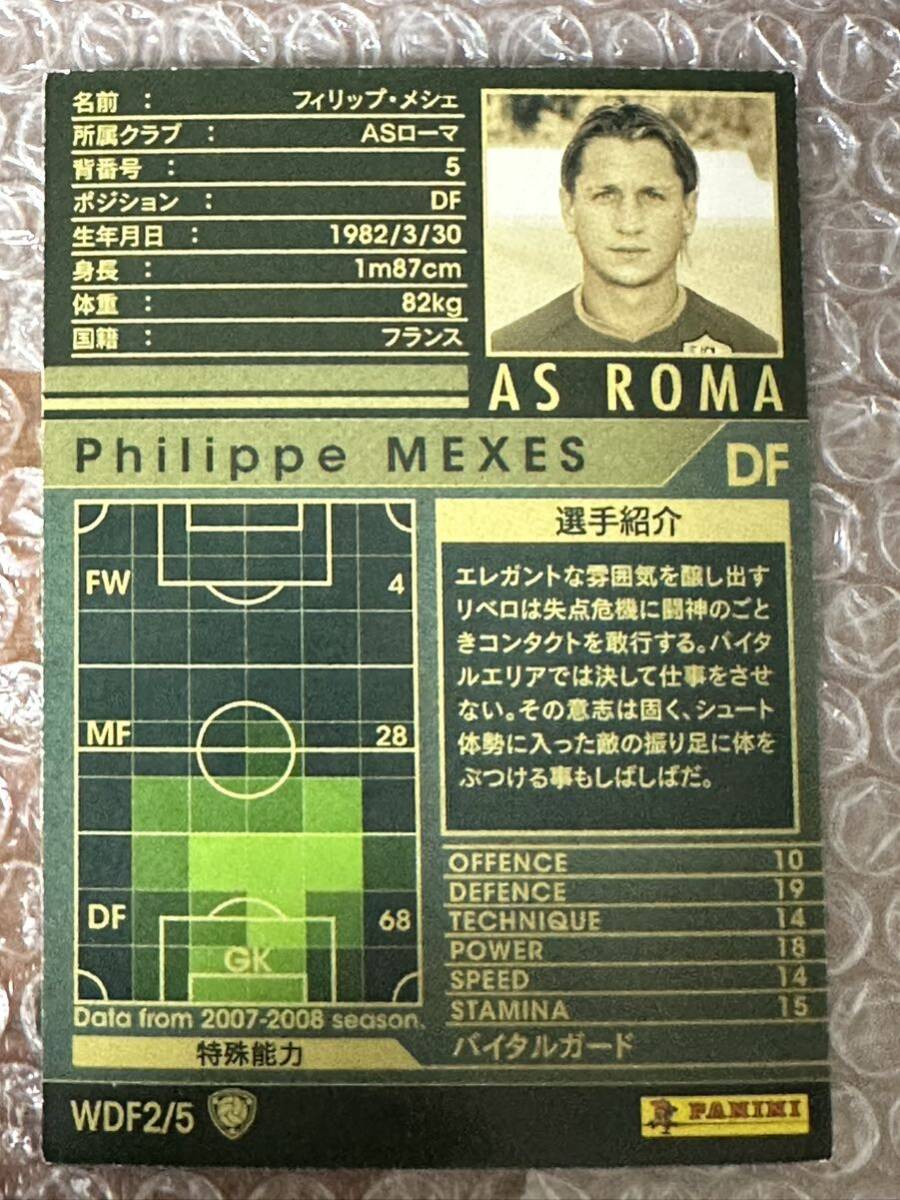 名前 : フィリップ・メシェ
所属クラブ : ASローマ
背番号 : 5
ポジション : DF
生年月日 : 1982/3/30
身長 : 1m87cm
体重 : 82kg
国籍 : フランス
AS ROMA
Philippe MEXES
DF
FW 4
MF 28
DF 68
GK
Data from 2007-2008 season.
選手紹介
エレガントな雰囲気を醸し出す
リベロは失点危機に闘神のごと
きコンタクトを敢行する。バイタ
ルエリアでは決して仕事をさせ
ない。その意志は固く、シュート
体勢に入った敵の振り足に体を
ぶつける事もしばしばだ。
OFFENCE 10
DEFENCE 19
TECHNIQUE 14
POWER 18
SPEED 14
STAMINA 15
特殊能力 バイタルガード
WDF2/5
PANINI